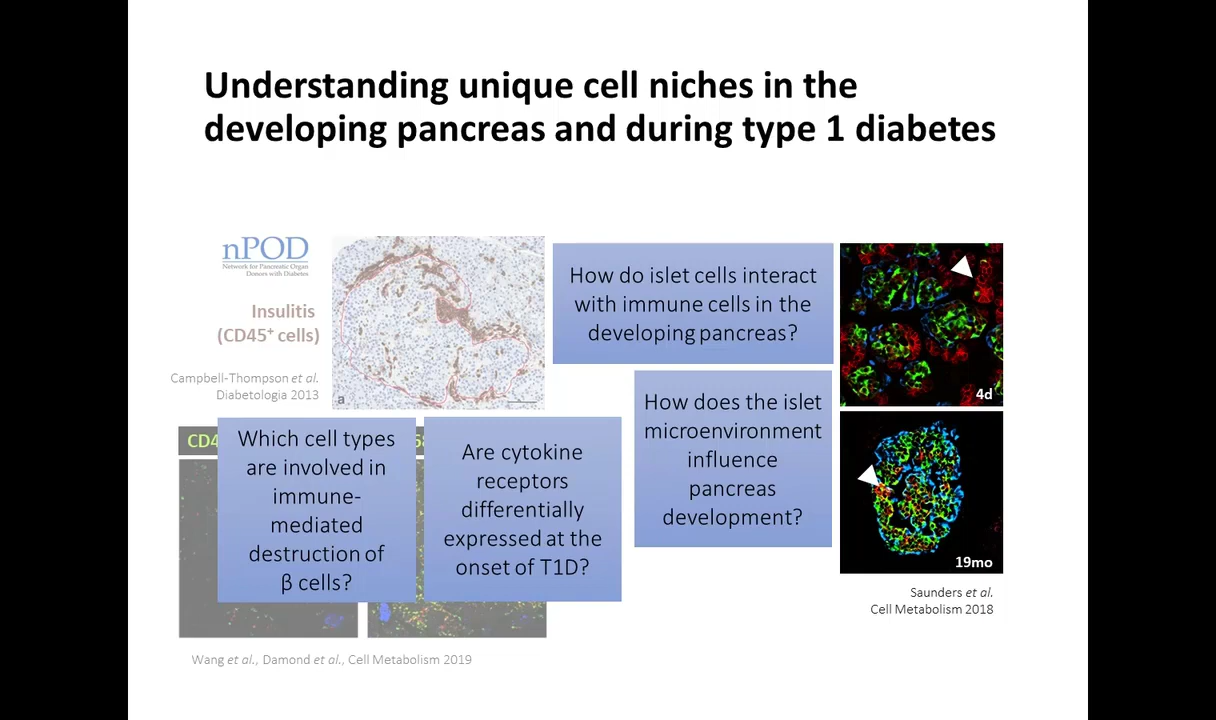 Understanding unique cell niches in the
developing pancreas and during type 1 diabetes
nPOD
Network for Pancreatic Organ
Donors with Diabetes
Insulitis
(CD45⁺ cells)
Campbell-Thompson et al.
Diabetologia 2013
a
How do islet cells interact
with immune cells in the
developing pancreas?
4d
How does the islet
microenvironment
influence
pancreas
development?
19mo
Saunders et al.
Cell Metabolism 2018
CD4
Which cell types
are involved in
immune-
mediated
destruction of
β cells?
Are cytokine
receptors
differentially
expressed at the
onset of T1D?
Wang et al., Damond et al., Cell Metabolism 2019